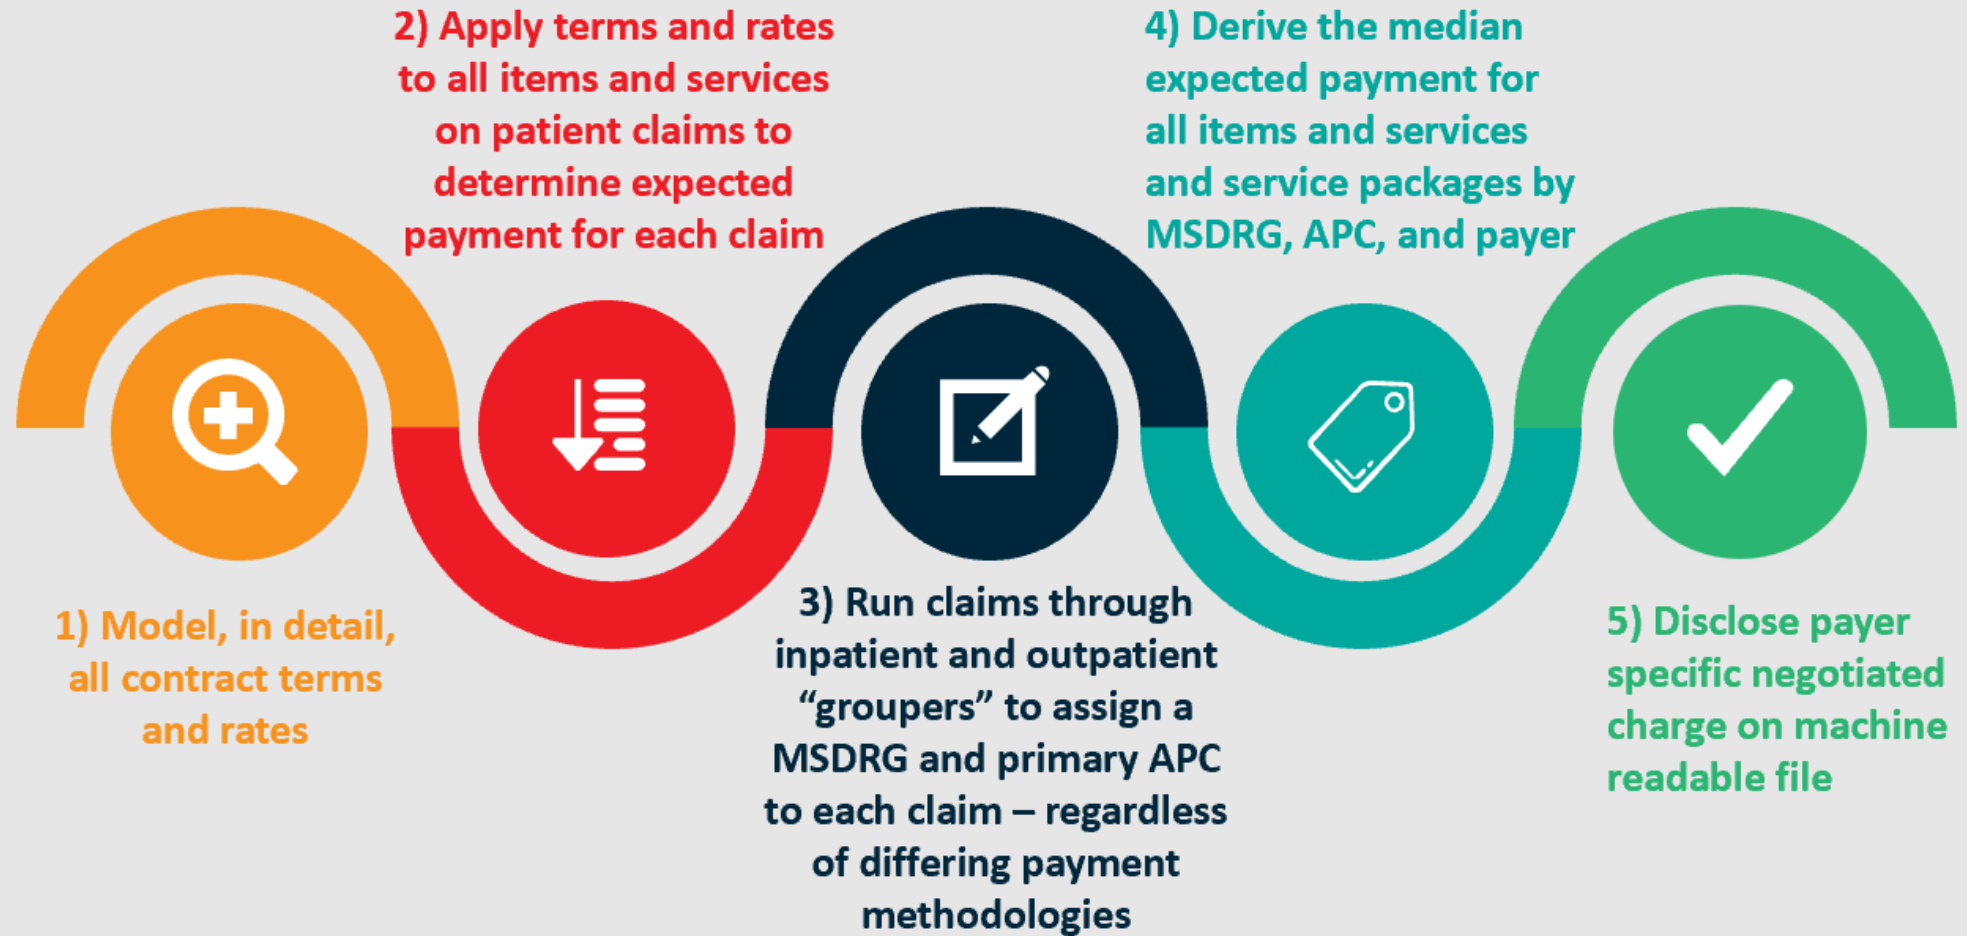 1) Model, in detail,
all contract terms
and rates
2) Apply terms and rates
to all items and services
on patient claims to
determine expected
payment for each claim
3) Run claims through
inpatient and outpatient
“groupers” to assign a
MSDRG and primary APC
to each claim – regardless
of differing payment
methodologies
4) Derive the median
expected payment for
all items and services
and service packages by
MSDRG, APC, and payer
5) Disclose payer
specific negotiated
charge on machine
readable file